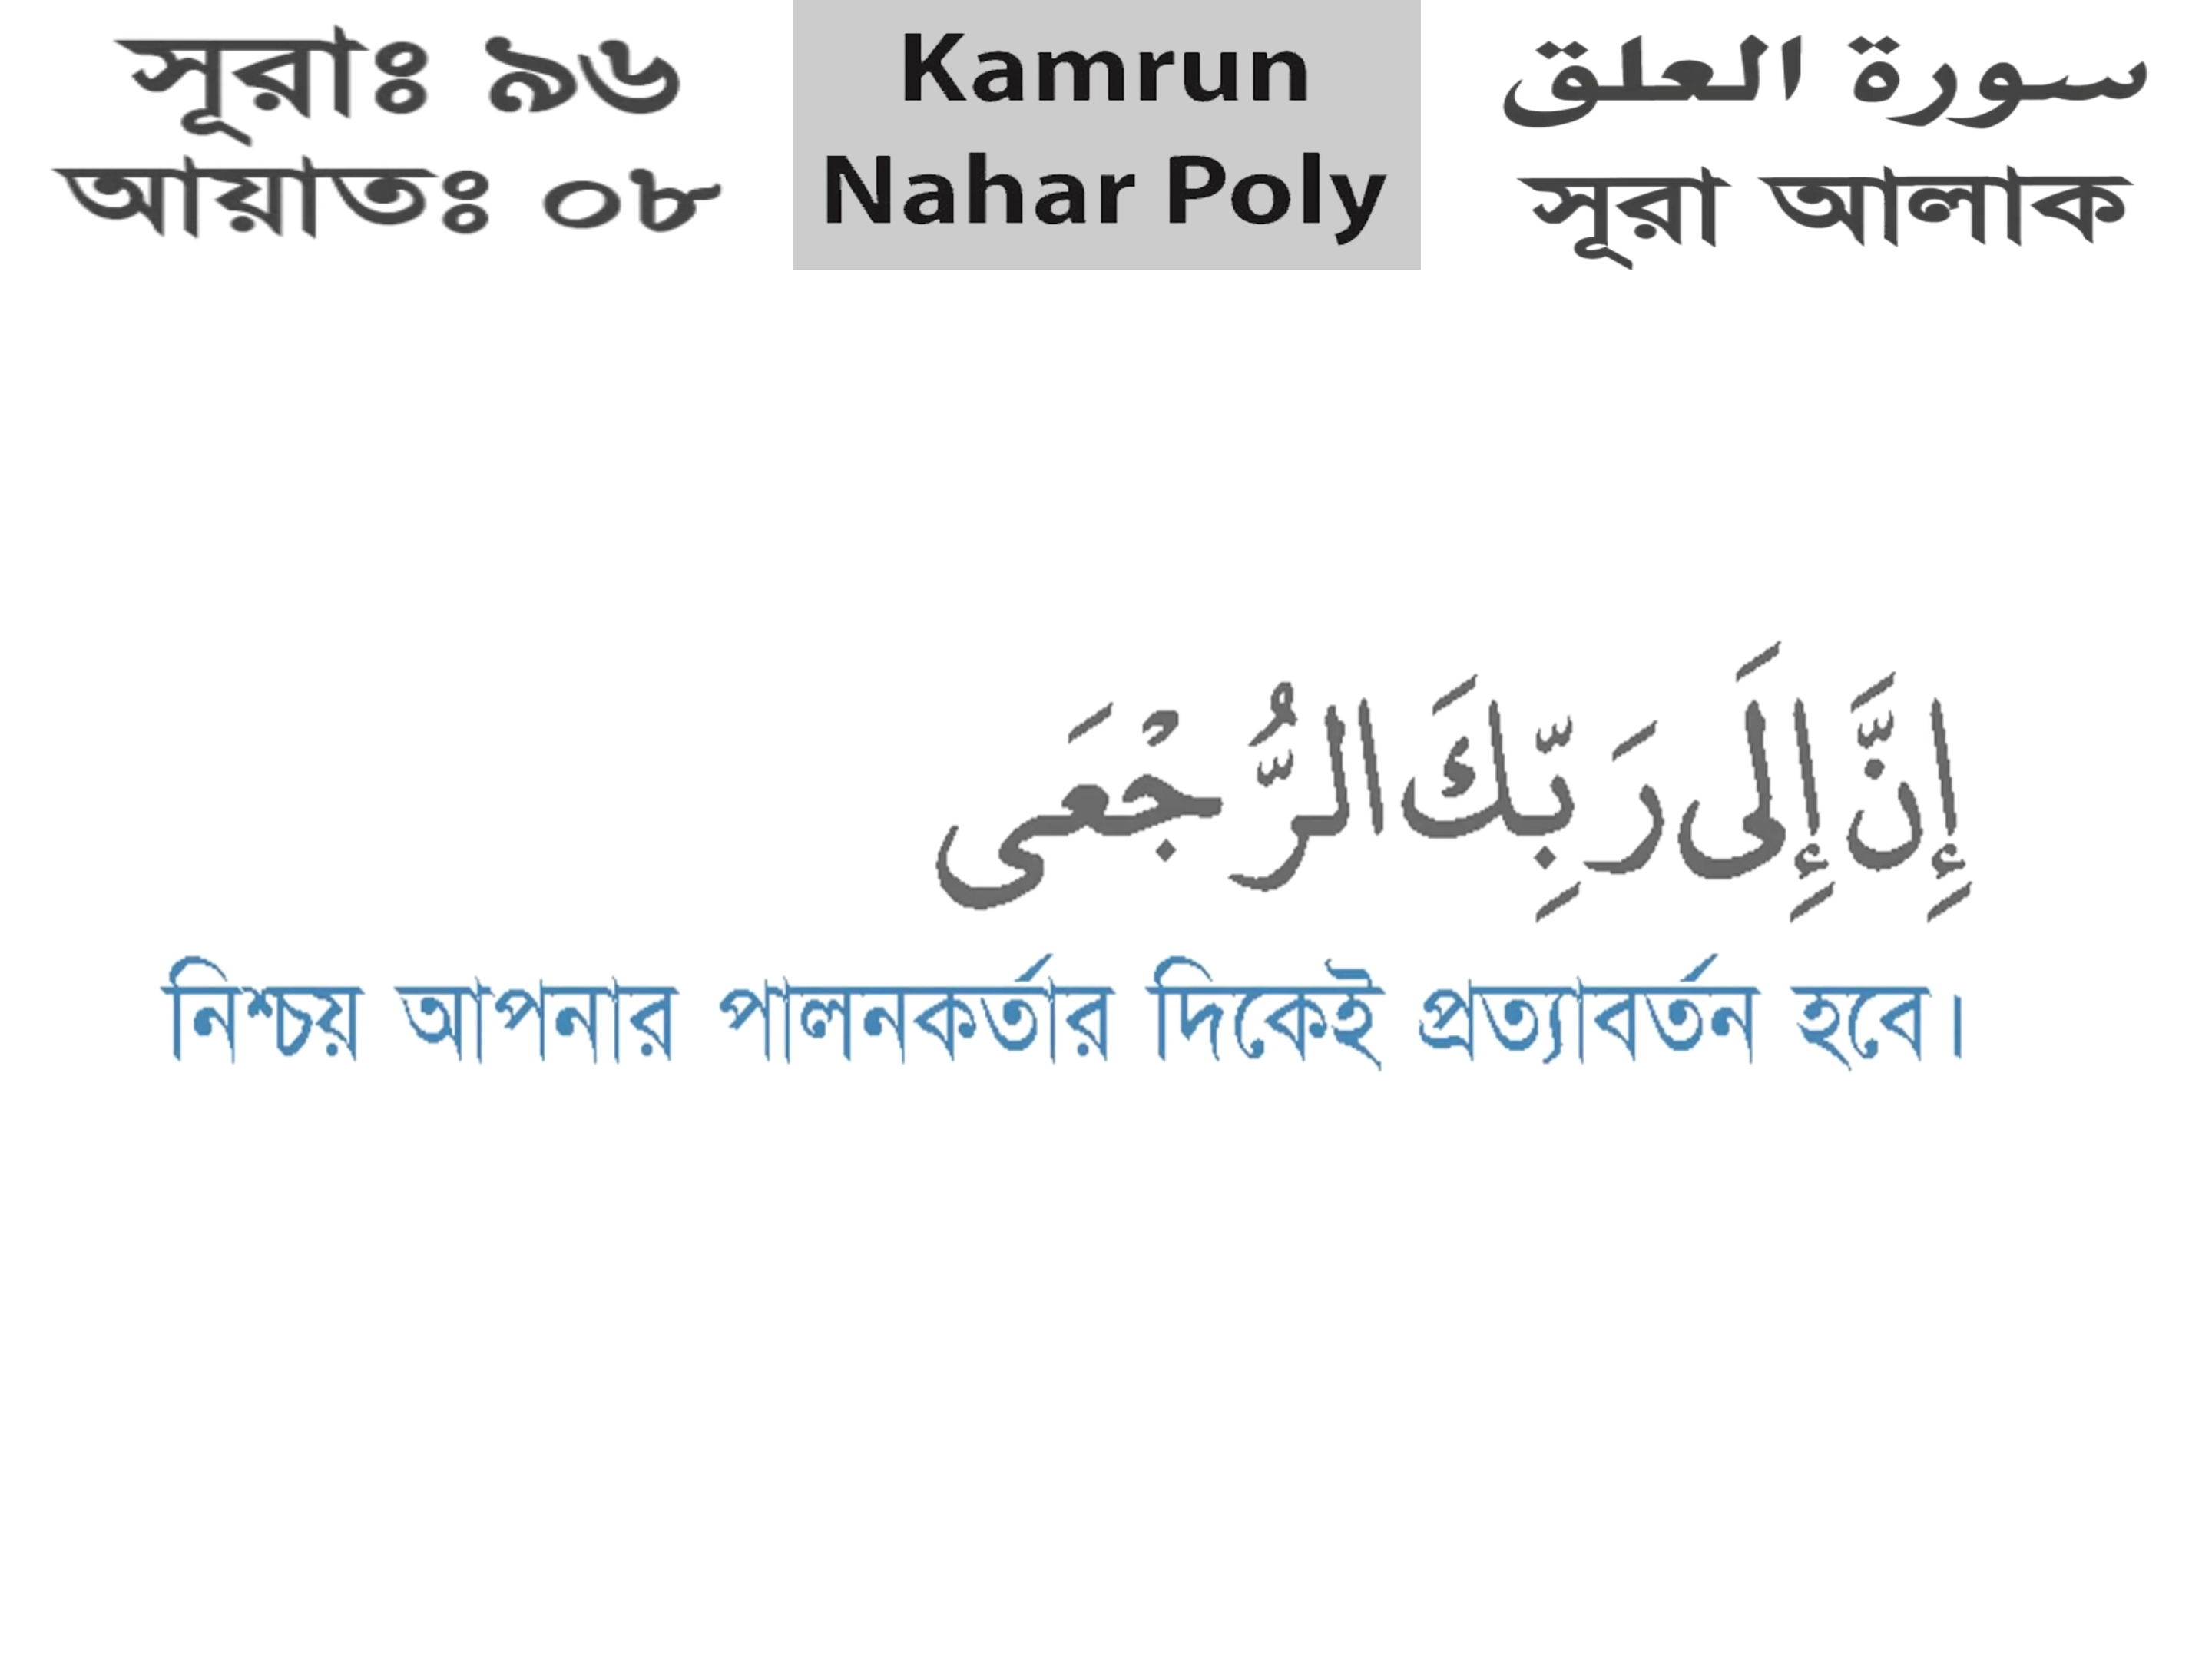 সূরাঃ ৯৬
আয়াতঃ ০৮
Kamrun
Nahar Poly
سورة العلق
সূরা আলাক
إِنَّ إِلَى رَبِّكَ الرُّجْعَى
নিশ্চয় আপনার পালনকর্তার দিকেই প্রত্যাবর্তন হবে।